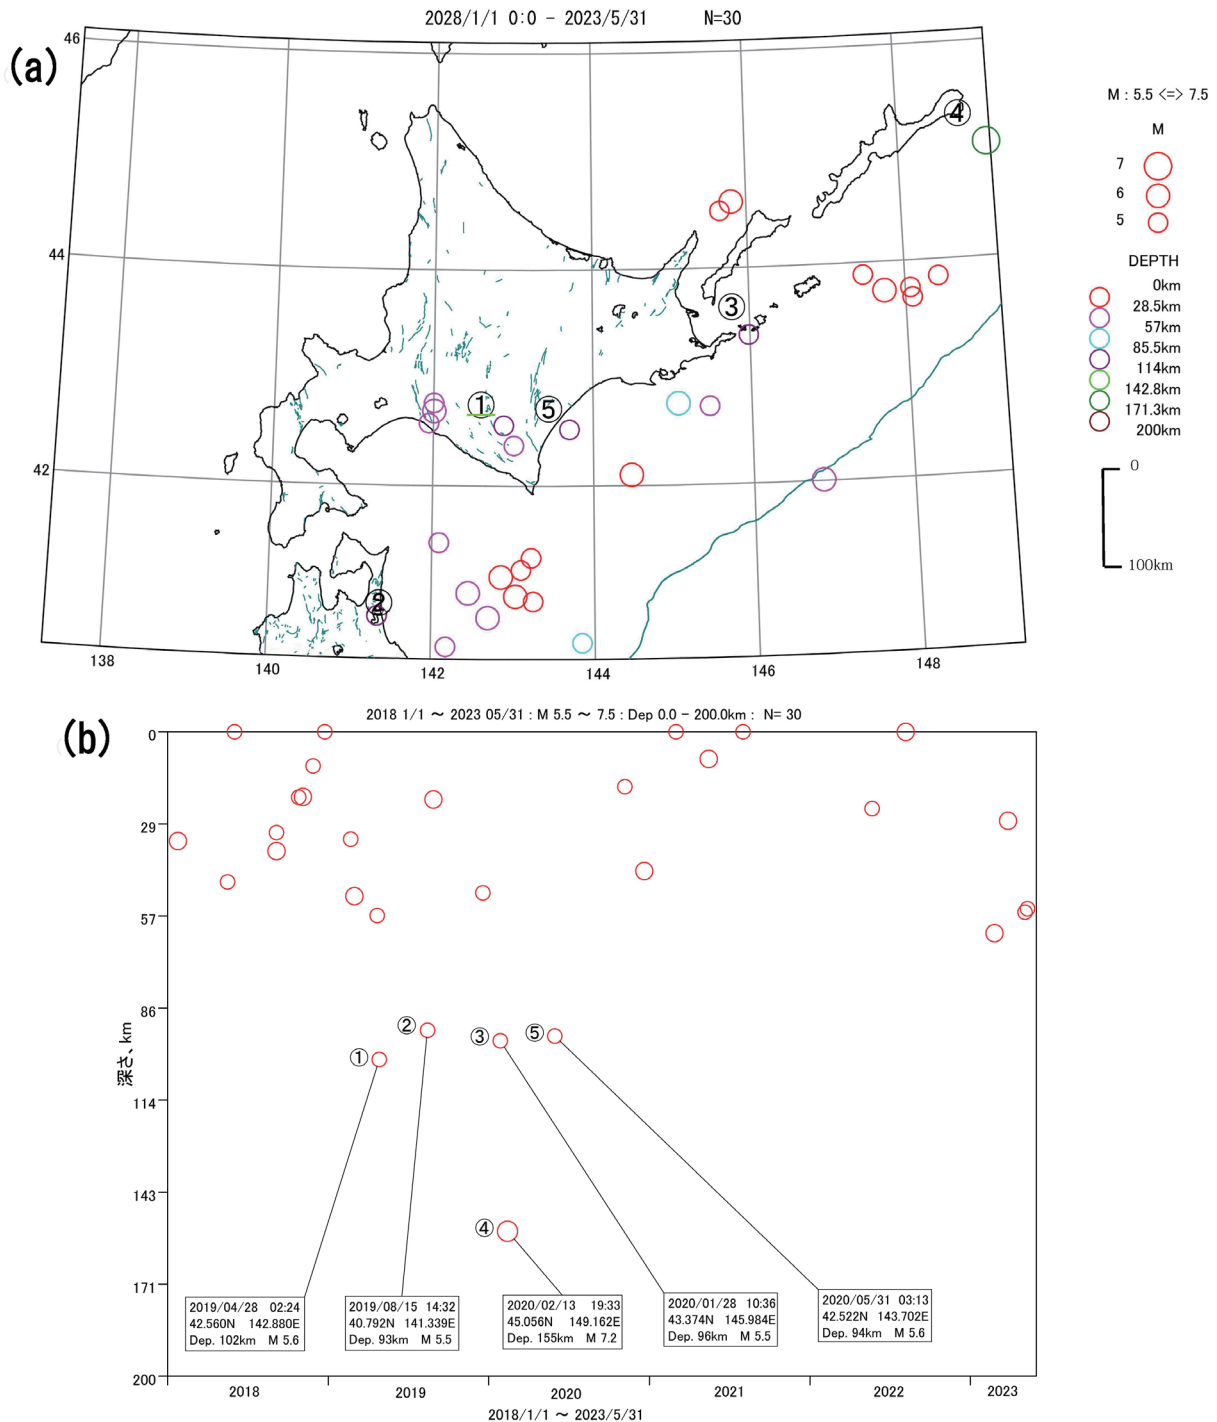 2028/1/1 0:0 - 2023/5/31 N=30
(a)
46
44
42
138
140
142
144
146
148
①
②
③
④
⑤
M : 5.5 <=> 7.5
M
7
6
5
DEPTH
0km
28.5km
57km
85.5km
114km
142.8km
171.3km
200km
0
100km
(b)
2018 1/1 ～ 2023 05/31 : M 5.5 ～ 7.5 : Dep 0.0 - 200.0km : N= 30
0
29
57
86
114
143
171
200
深さ、km
①
②
③
⑤
④
2019/04/28 02:24
42.560N 142.880E
Dep. 102km M 5.6
2019/08/15 14:32
40.792N 141.339E
Dep. 93km M 5.5
2020/02/13 19:33
45.056N 149.162E
Dep. 155km M 7.2
2020/01/28 10:36
43.374N 145.984E
Dep. 96km M 5.5
2020/05/31 03:13
42.522N 143.702E
Dep. 94km M 5.6
2018
2019
2020
2021
2022
2023
2018/1/1 ～ 2023/5/31